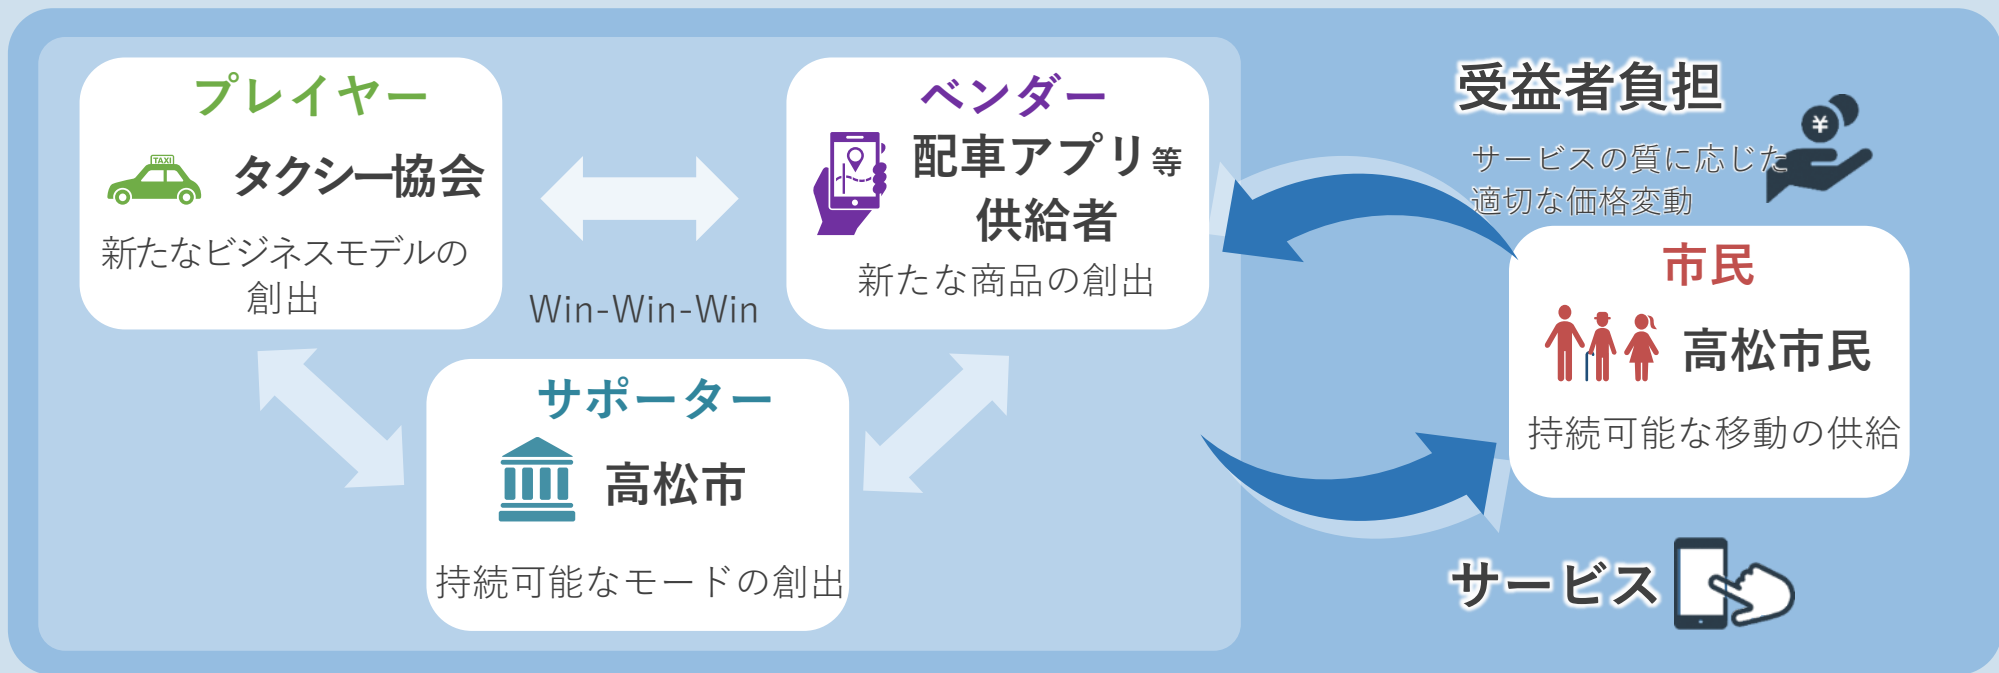 プレイヤー
TAXI
タクシー協会
新たなビジネスモデルの
創出
Win-Win-Win
ベンダー
配車アプリ等
供給者
新たな商品の創出
サポーター
高松市
持続可能なモードの創出
受益者負担
¥
サービスの質に応じた
適切な価格変動
市民
高松市民
持続可能な移動の供給
サービス